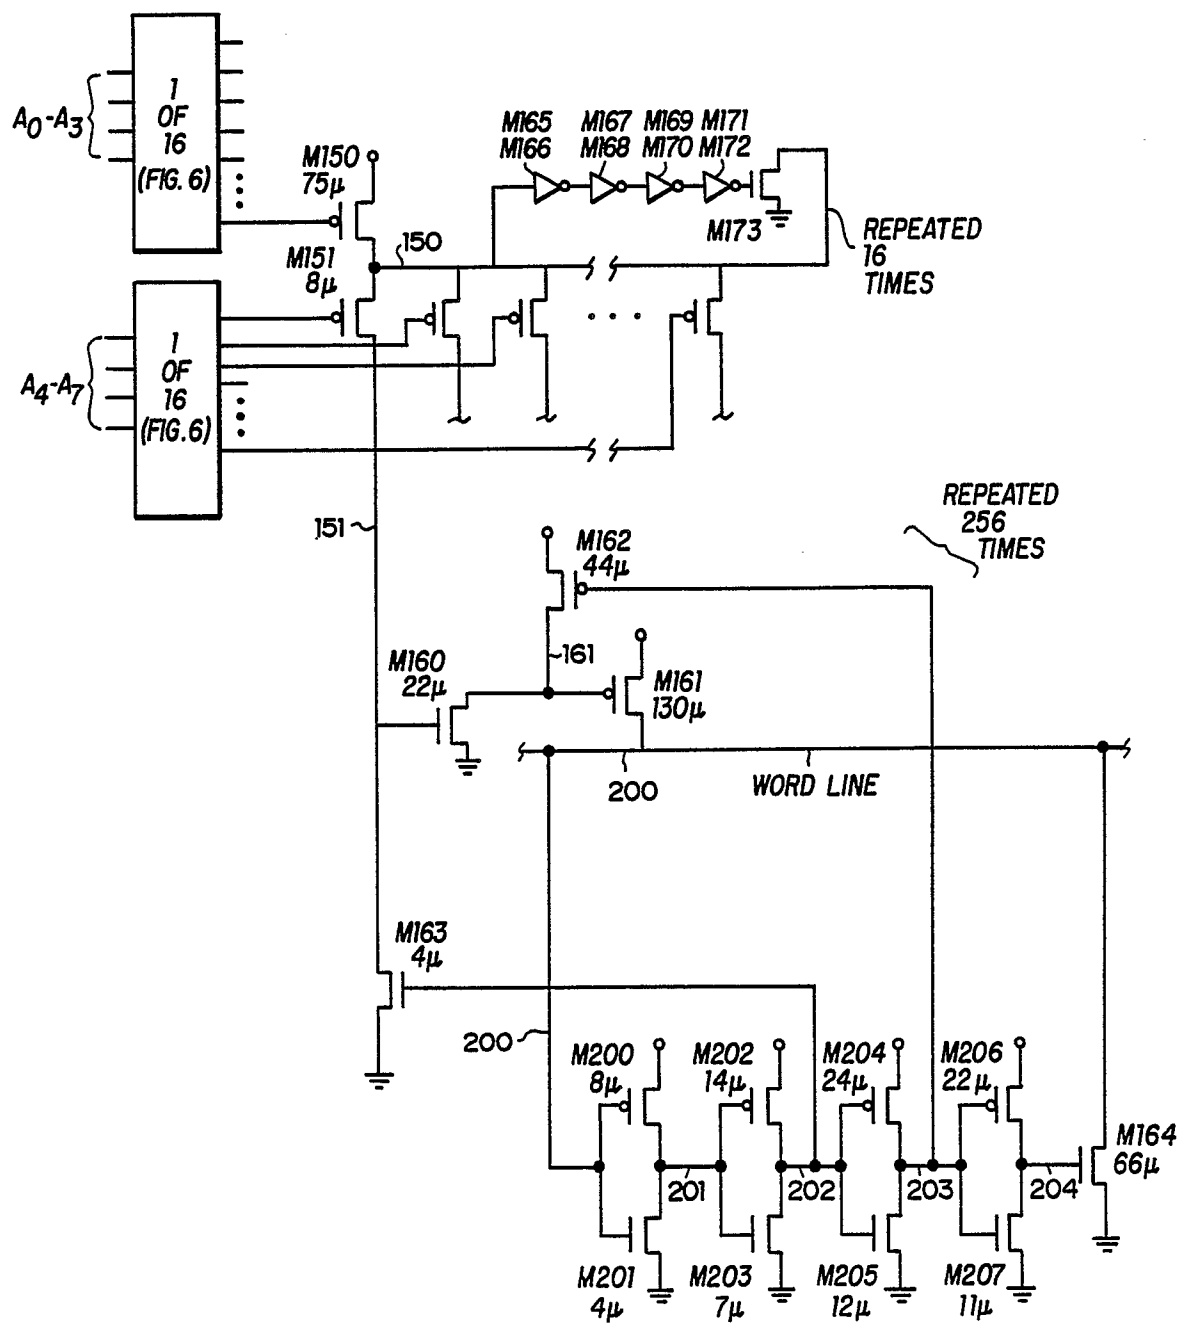 A0-A3
1
OF
16
(FIG. 6)
M150
75µ
M165 M167 M169 M171
M166 M168 M170 M172
M173
REPEATED
16
TIMES
150
M151
8µ
A4-A7
1
OF
16
(FIG. 6)
151
REPEATED
256
TIMES
M162
44µ
161
M160
22µ
M161
130µ
200
WORD LINE
M163
4µ
200
M200
8µ
M202
14µ
M204
24µ
M206
22µ
M164
66µ
201
202
203
204
M201
4µ
M203
7µ
M205
12µ
M207
11µ